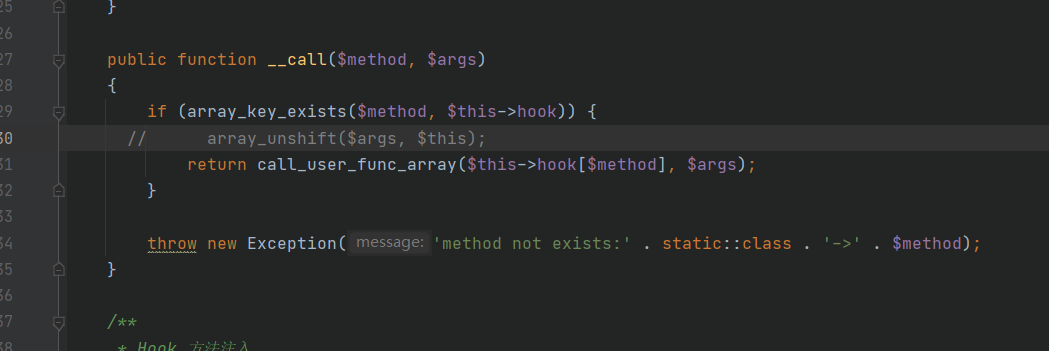 25 }
26
27 public function __call($method, $args)
28 {
29 if (array_key_exists($method, $this->hook)) {
30 // array_unshift($args, $this);
31 return call_user_func_array($this->hook[$method], $args);
32 }
33
34 throw new Exception( message: 'method not exists:' . static::class . '->' . $method);
35 }
36
37 /**
38 * Hook 方法注入